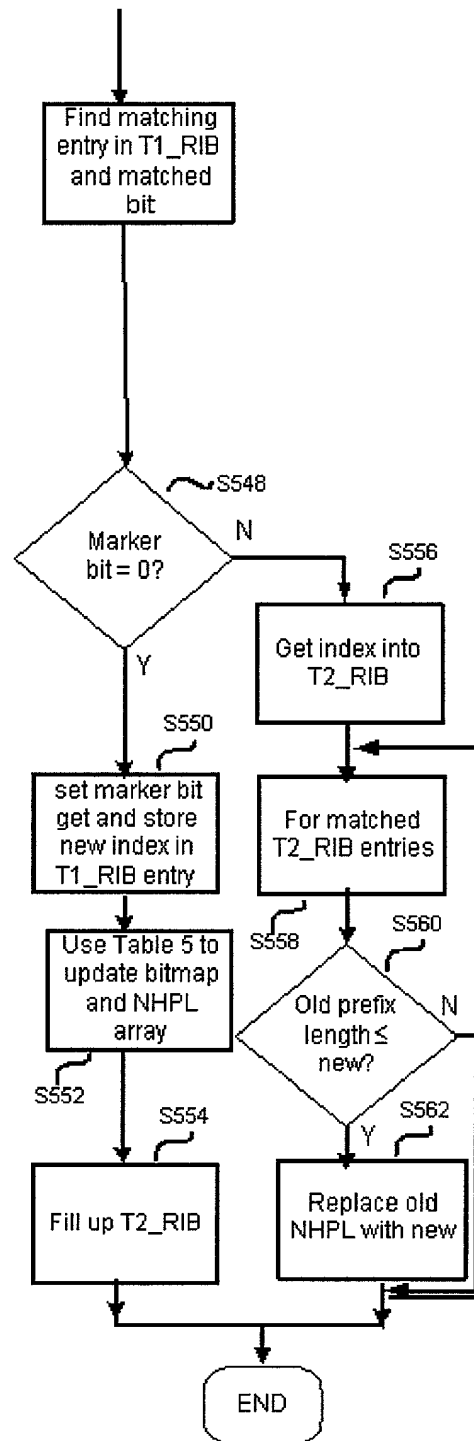 Find matching
entry in T1_RIB
and matched
bit
S548
Marker
bit = 0?
N
Y
S556
Get index into
T2_RIB
S550
set marker bit
get and store
new index in
T1_RIB entry
For matched
T2_RIB entries
S558
S560
Use Table 5 to
update bitmap
and NHPL
array
S552
Old prefix
length ≤
new?
N
Y
S554
Fill up T2_RIB
S562
Replace old
NHPL with new
END